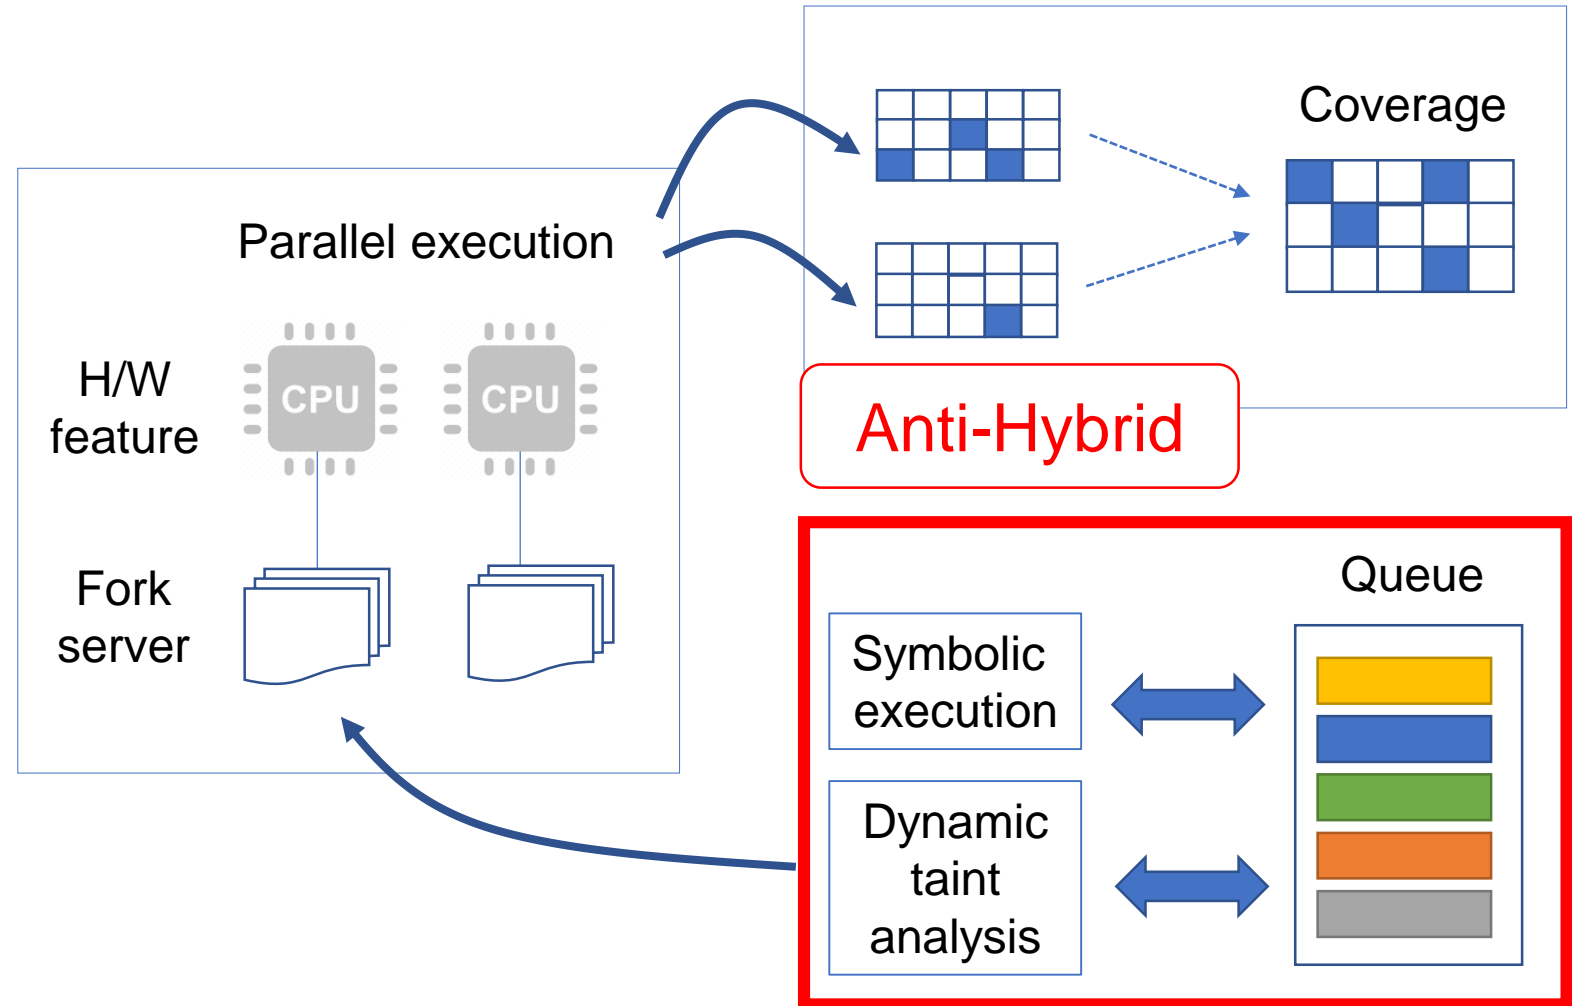 Parallel execution
H/W
feature
CPU
CPU
Fork
server
Coverage
Anti-Hybrid
Queue
Symbolic
execution
Dynamic
taint
analysis